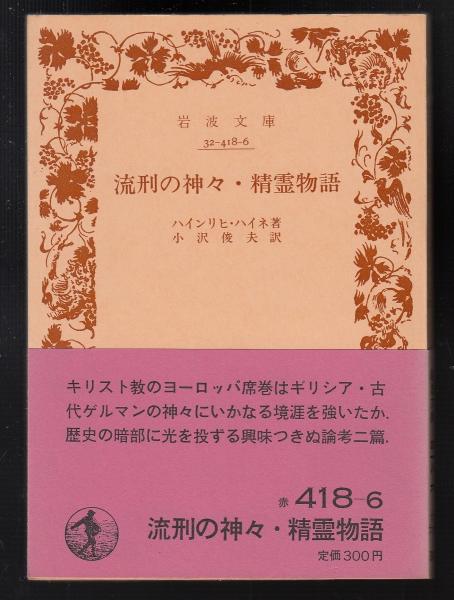 岩波文庫
32-418-6
流刑の神々・精霊物語
ハインリヒ・ハイネ著
小沢俊夫訳
キリスト教のヨーロッパ席巻はギリシア・古
代ゲルマンの神々にいかなる境涯を強いたか.
歴史の暗部に光を投ずる興味つきぬ論考二篇.
赤 418-6
流刑の神々・精霊物語
定価300円